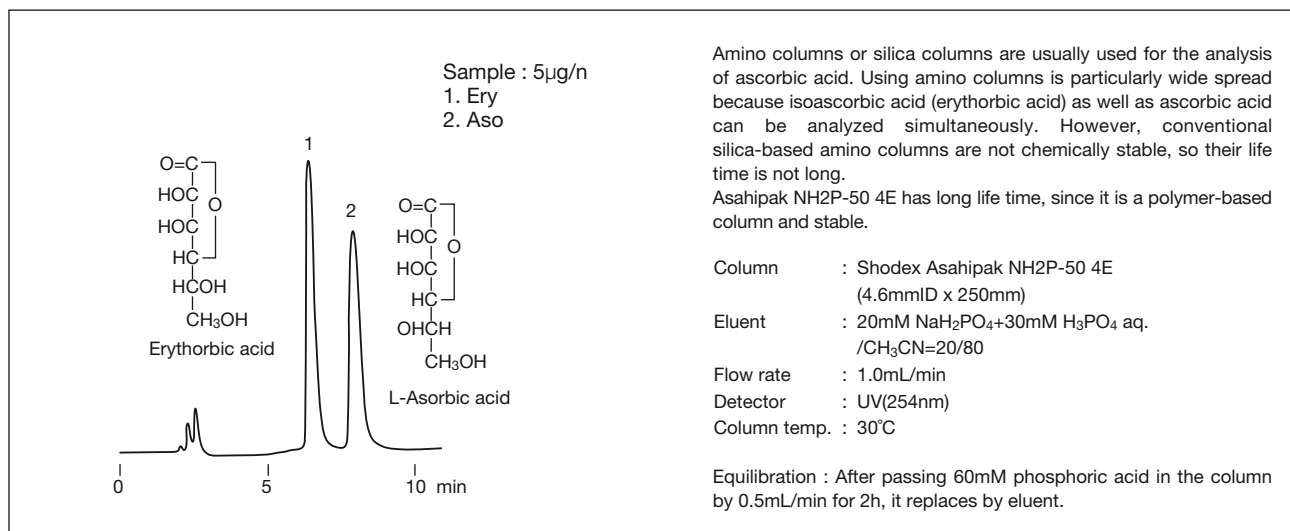 Sample : 5µg/n
1. Ery
2. Aso
1
2
O=C
HOC
HOC
O
HC
HCOH
CH₃OH
Erythorbic acid
O=C
HOC
HOC
O
HC
OHCH
CH₃OH
L-Asorbic acid
0 5 10 min
Amino columns or silica columns are usually used for the analysis
of ascorbic acid. Using amino columns is particularly wide spread
because isoascorbic acid (erythorbic acid) as well as ascorbic acid
can be analyzed simultaneously. However, conventional
silica-based amino columns are not chemically stable, so their life
time is not long.
Asahipak NH2P-50 4E has long life time, since it is a polymer-based
column and stable.
Column : Shodex Asahipak NH2P-50 4E
(4.6mmID x 250mm)
Eluent : 20mM NaH₂PO₄+30mM H₃PO₄ aq.
/CH₃CN=20/80
Flow rate : 1.0mL/min
Detector : UV(254nm)
Column temp. : 30˚C
Equilibration : After passing 60mM phosphoric acid in the column
by 0.5mL/min for 2h, it replaces by eluent.